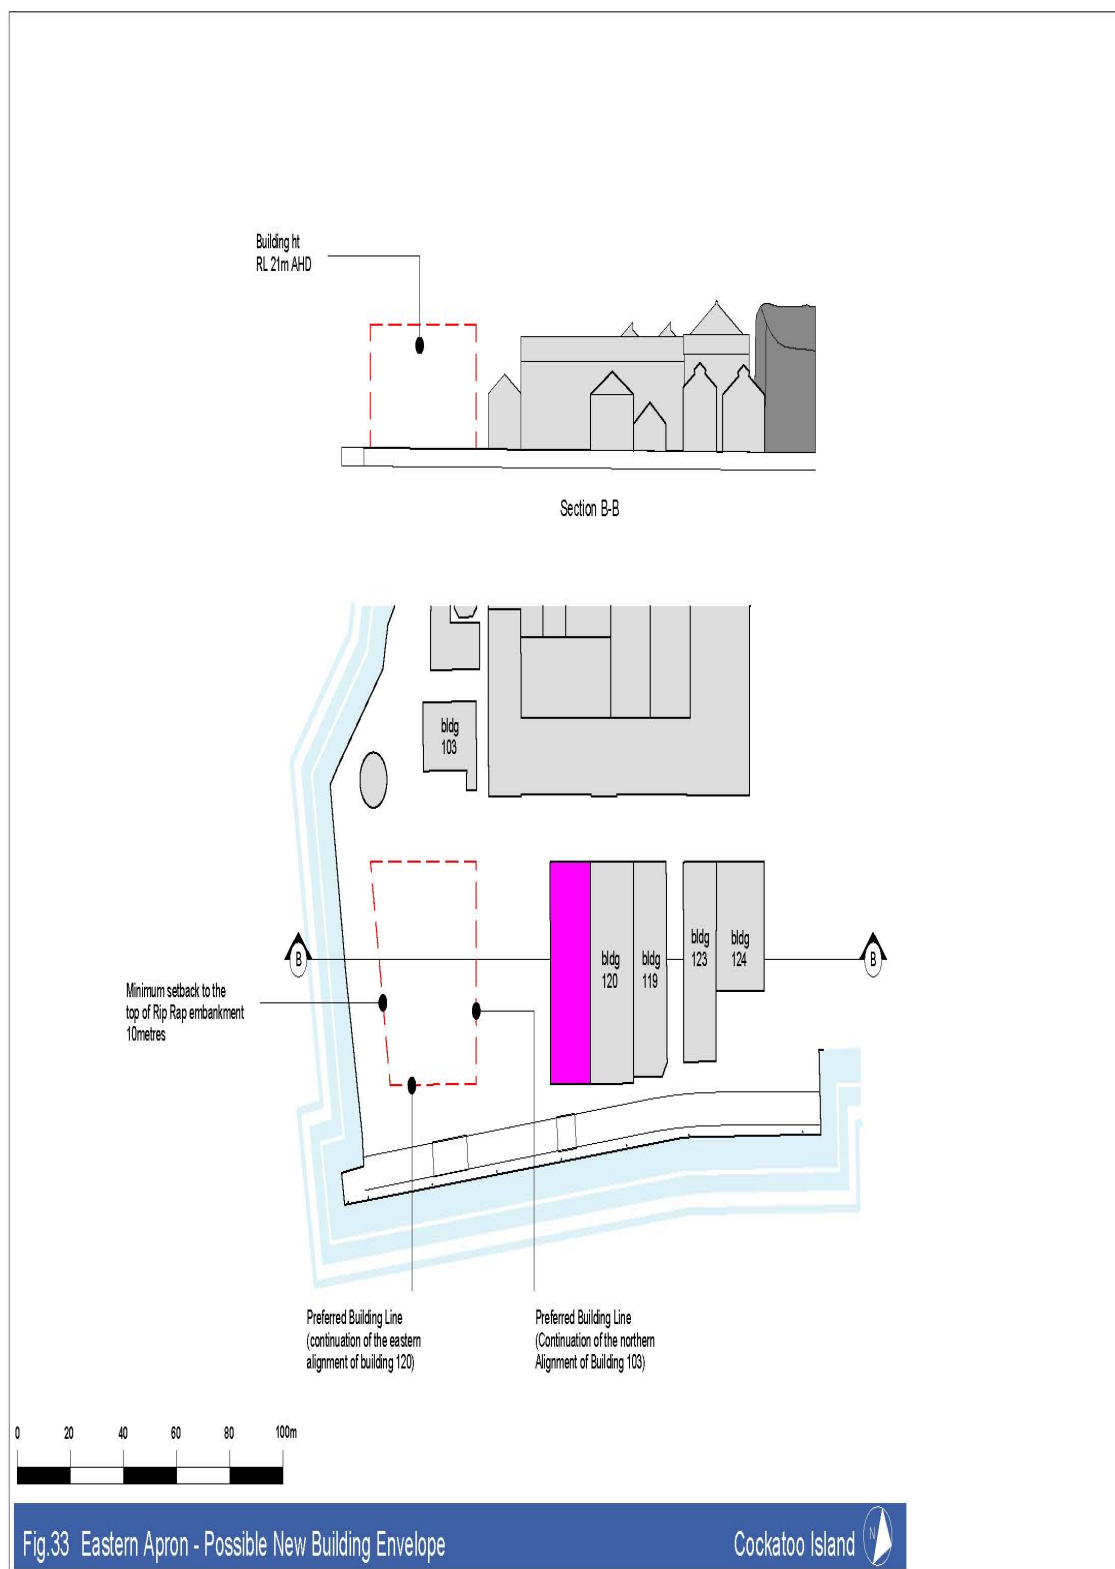 Building ht
RL 21m AHD
Section B-B
bldg
103
B
bldg
120
bldg
119
bldg
123
bldg
124
B
Minimum setback to the
top of Rip Rap embankment
10metres
Preferred Building Line
(continuation of the eastern
alignment of building 120)
Preferred Building Line
(Continuation of the northern
Alignment of Building 103)
0 20 40 60 80 100m
Fig.33 Eastern Apron - Possible New Building Envelope
Cockatoo Island
N